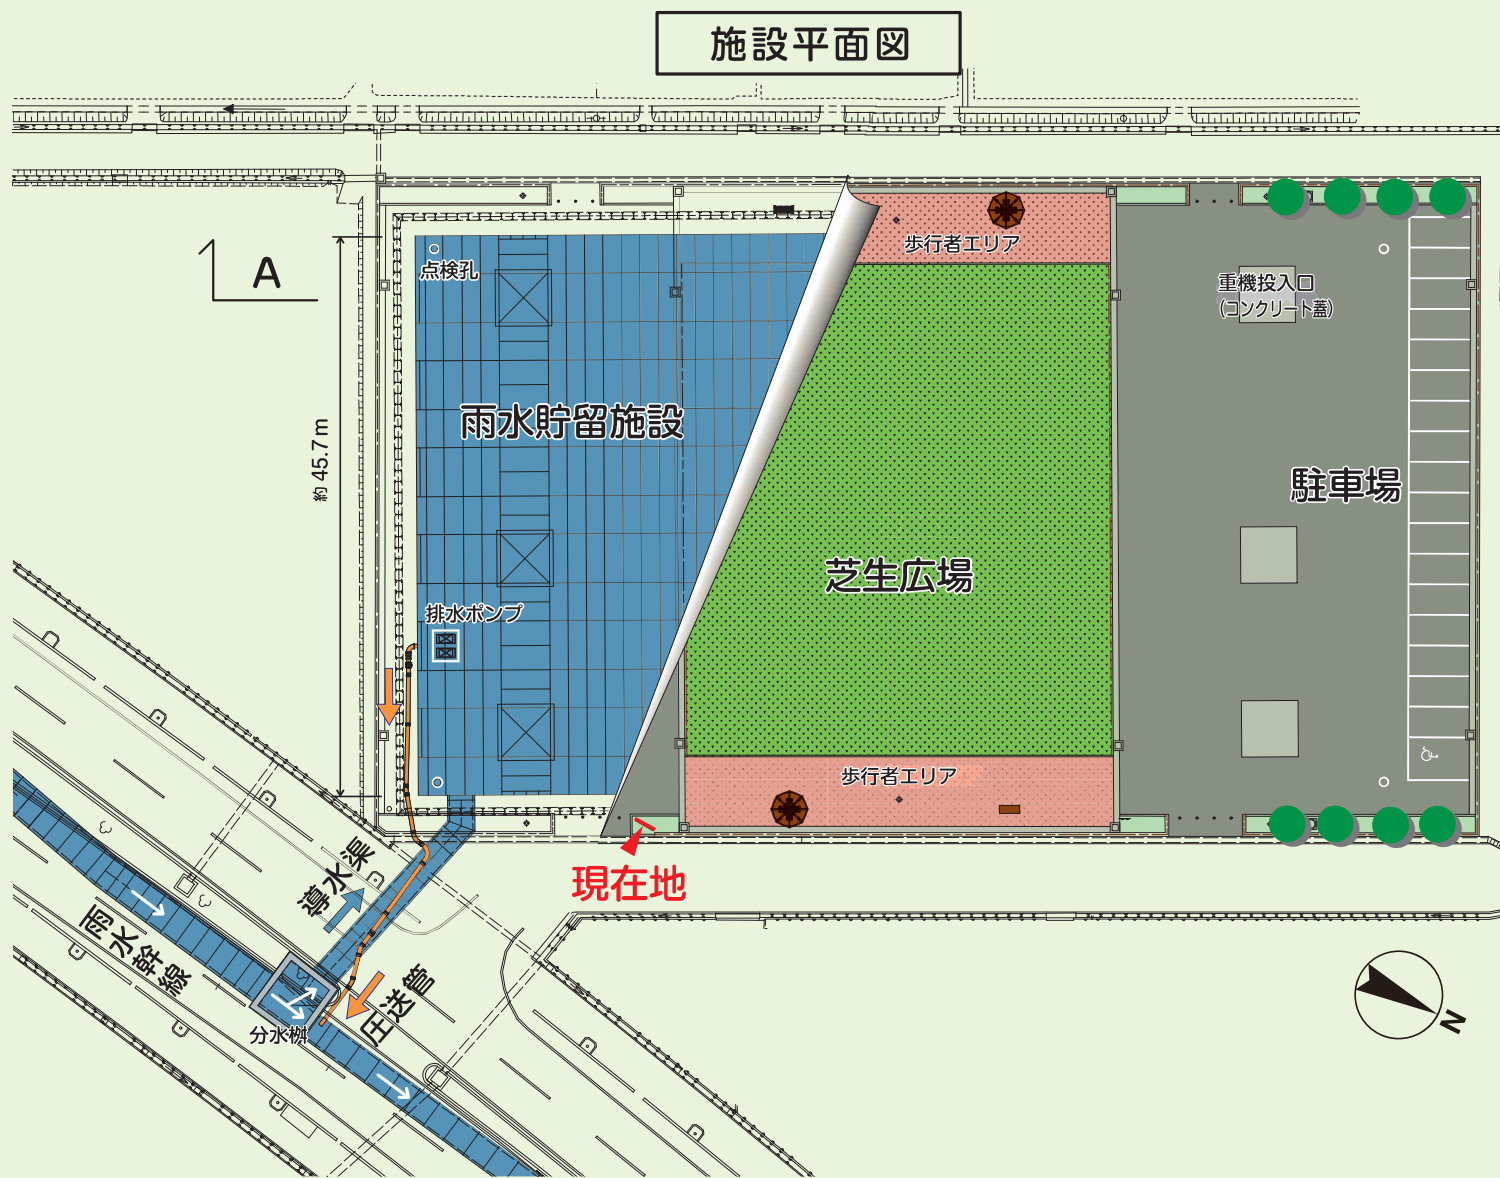 施設平面図
A
点検孔
歩行者エリア
重機投入口
(コンクリート蓋)
雨水貯留施設
約45.7m
駐車場
芝生広場
排水ポンプ
歩行者エリア
現在地
導水渠
雨水幹線
圧送管
分水桝
N